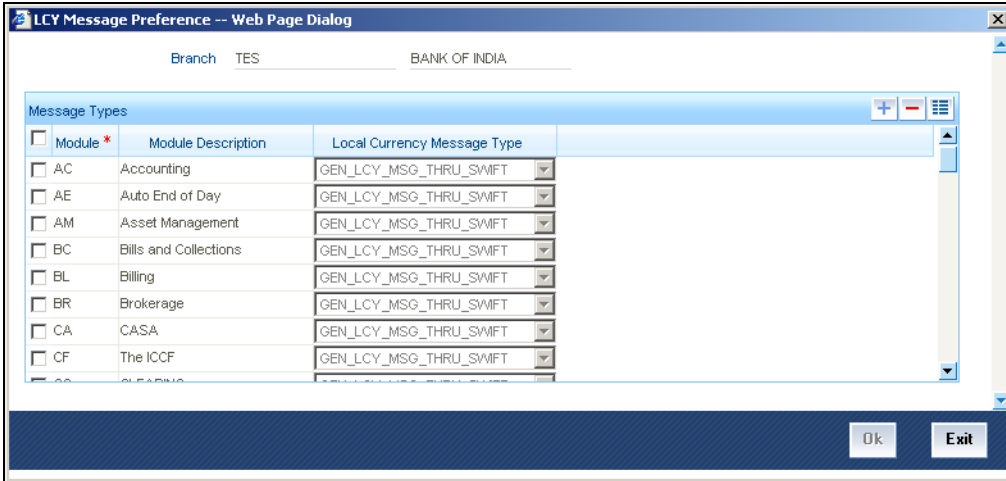 LCY Message Preference -- Web Page Dialog
Branch TES BANK OF INDIA
Message Types
Module * Module Description Local Currency Message Type
AC Accounting GEN_LCY_MSG_THRU_SWIFT
AE Auto End of Day GEN_LCY_MSG_THRU_SWIFT
AM Asset Management GEN_LCY_MSG_THRU_SWIFT
BC Bills and Collections GEN_LCY_MSG_THRU_SWIFT
BL Billing GEN_LCY_MSG_THRU_SWIFT
BR Brokerage GEN_LCY_MSG_THRU_SWIFT
CA CASA GEN_LCY_MSG_THRU_SWIFT
CF The ICCF GEN_LCY_MSG_THRU_SWIFT
Ok Exit